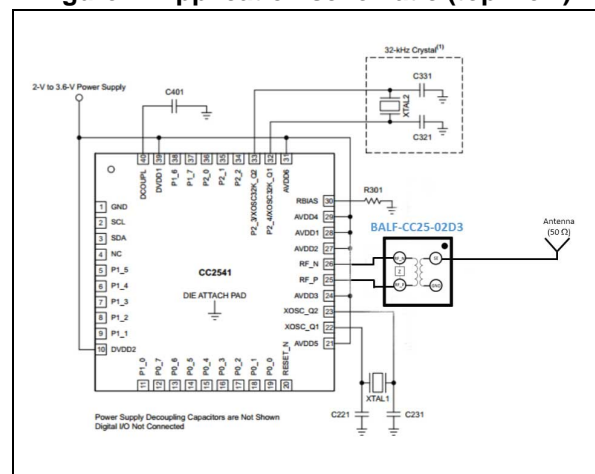 32-kHz Crystal(1)
C331
2-V to 3.6-V Power Supply
C401
XTAL2
C321
40 39 38 37 36 35 34 33 32 31
DCOUPL
DVDD1
P1_6
P1_7
P2_0
P2_1
P2_2
P2_3/XOSC32K_Q2
P2_4/XOSC32K_Q1
AVDD6
R301
RBIAS 30
1 GND
AVDD4 29
2 SCL
AVDD1 28
BALF-CC25-02D3
Antenna
(50 Ω)
3 SDA
AVDD2 27
4 NC
RF_N 26
CC2541
5 P1_5
RF_P 25
2
6 P1_4
DIE ATTACH PAD
AVDD3 24
7 P1_3
XOSC_Q2 23
8 P1_2
XOSC_Q1 22
9 P1_1
AVDD5 21
10 DVDD2
P1_0
P0_7
P0_6
P0_5
P0_4
P0_3
P0_2
P0_1
P0_0
RESET_N
11 12 13 14 15 16 17 18 19 20
XTAL1
C221
C231
Power Supply Decoupling Capacitors are Not Shown
Digital I/O Not Connected